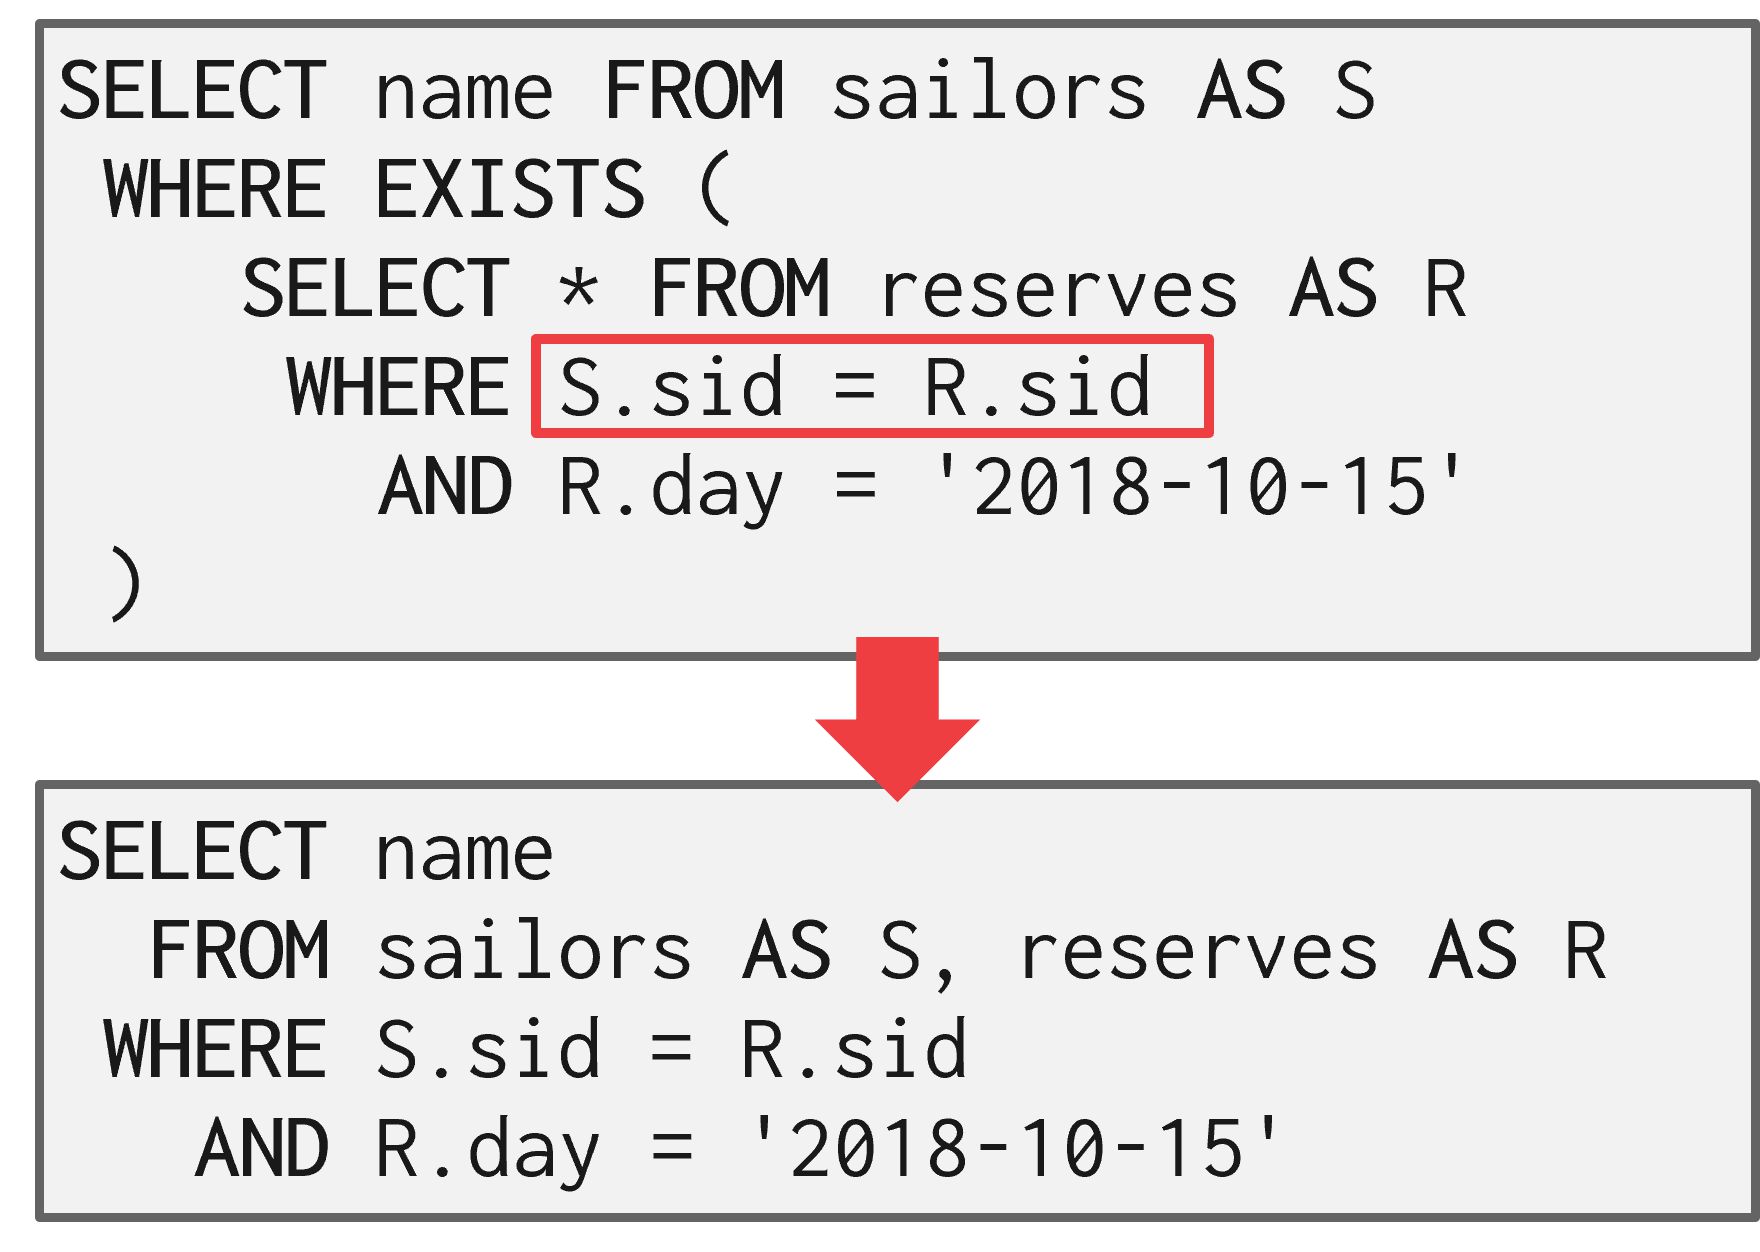 SELECT name FROM sailors AS S
WHERE EXISTS (
SELECT * FROM reserves AS R
WHERE S.sid = R.sid
AND R.day = '2018-10-15'
)
SELECT name
FROM sailors AS S, reserves AS R
WHERE S.sid = R.sid
AND R.day = '2018-10-15'